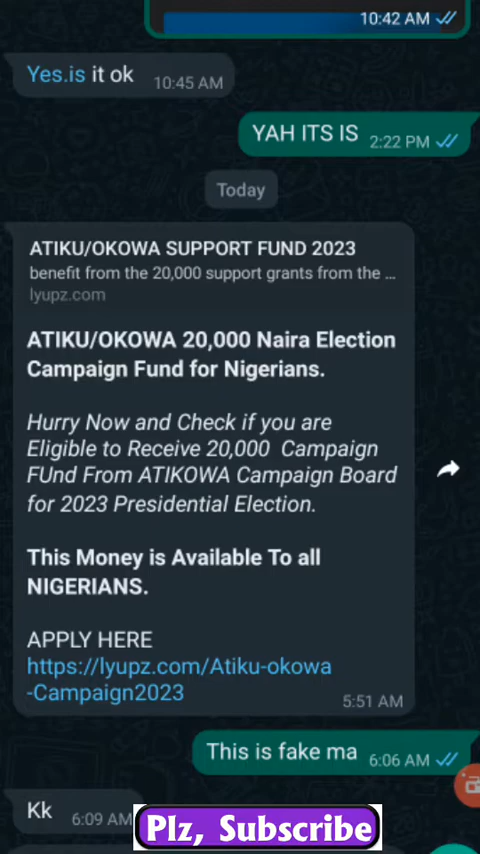 10:42 AM
Yes.is it ok 10:45 AM
YAH ITS IS 2:22 PM
Today
ATIKU/OKOWA SUPPORT FUND 2023
benefit from the 20,000 support grants from the ...
lyupz.com
ATIKU/OKOWA 20,000 Naira Election
Campaign Fund for Nigerians.
Hurry Now and Check if you are
Eligible to Receive 20,000 Campaign
FUnd From ATIKOWA Campaign Board
for 2023 Presidential Election.
This Money is Available To all
NIGERIANS.
APPLY HERE
https://lyupz.com/Atiku-okowa
-Campaign2023
5:51 AM
This is fake ma 6:06 AM
Kk 6:09 AM
Plz, Subscribe